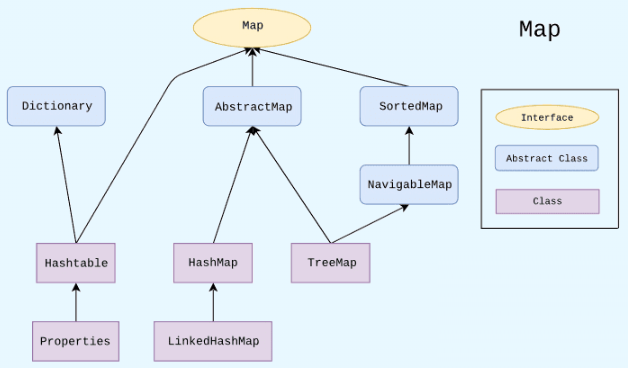 Map
Map
Dictionary
AbstractMap
SortedMap
Interface
Abstract Class
NavigableMap
Class
Hashtable
HashMap
TreeMap
Properties
LinkedHashMap